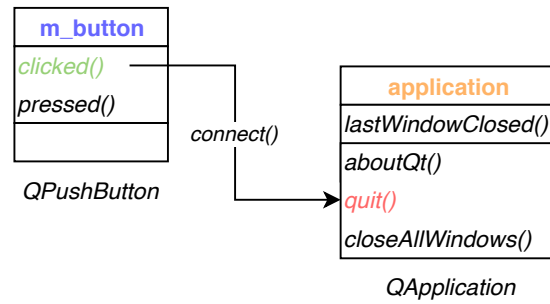 m_button
clicked()
pressed()
QPushButton
connect()
application
lastWindowClosed()
aboutQt()
quit()
closeAllWindows()
QApplication